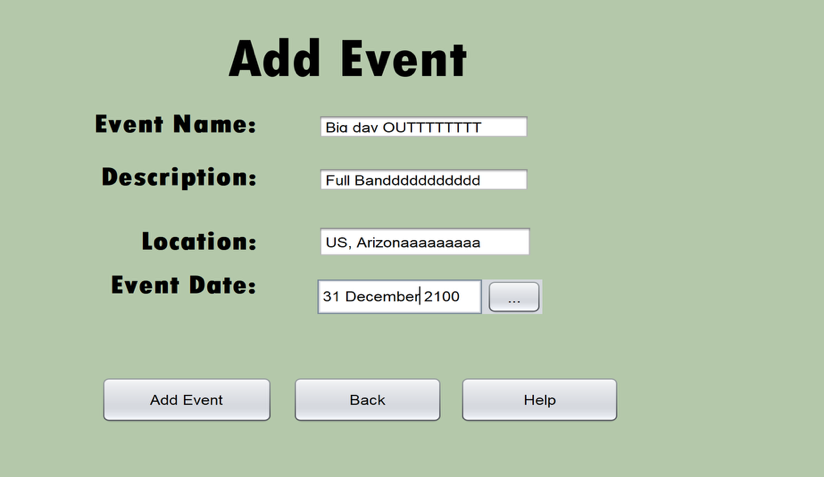 Add Event
Event Name: Big day OUTTTTTTTT
Description: Full Banddddddddddd
Location: US, Arizonaaaaaaaaa
Event Date: 31 December 2100 ...
Add Event Back Help